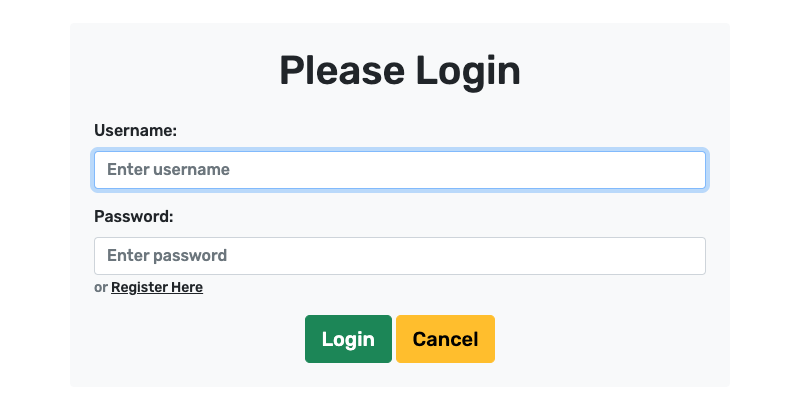 Please Login
Username:
Enter username
Password:
Enter password
or Register Here
Login Cancel